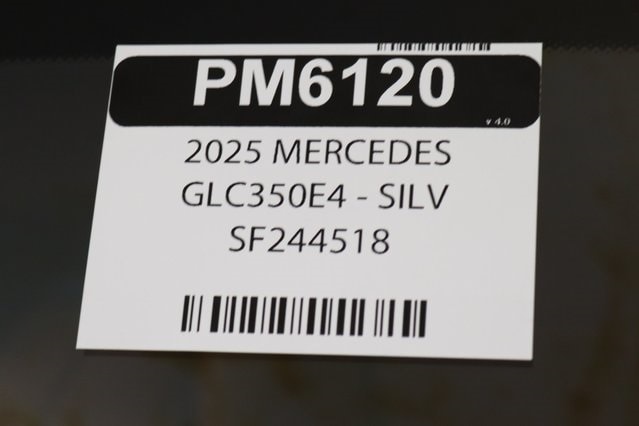 PM6120
v 4.0
2025 MERCEDES
GLC350E4 - SILV
SF244518